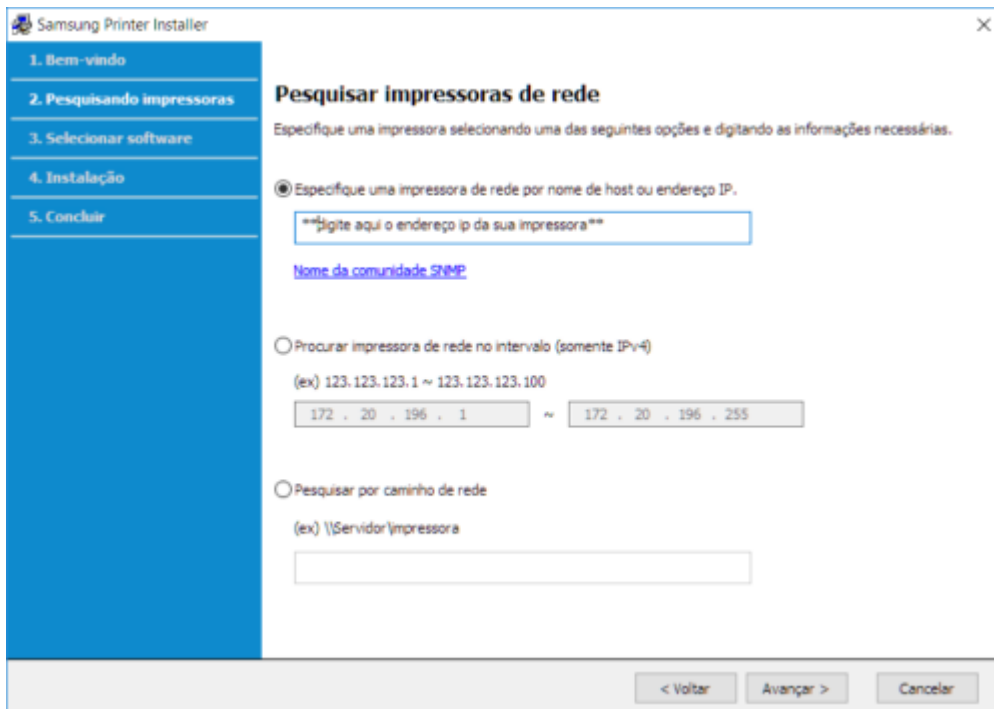 Samsung Printer Installer
1. Bem-vindo
2. Pesquisando impressoras
3. Selecionar software
4. Instalação
5. Concluir
Pesquisar impressoras de rede
Especifique uma impressora selecionando uma das seguintes opções e digitando as informações necessárias.
Especifique uma impressora de rede por nome de host ou endereço IP.
**digite aqui o endereço ip da sua impressora**
Nome da comunidade SNMP
Procurar impressora de rede no intervalo (somente IPv4)
(ex) 123.123.123.1 ~ 123.123.123.100
172 . 20 . 196 . 1 ~ 172 . 20 . 196 . 255
Pesquisar por caminho de rede
(ex) \\Servidor\mpressora
< Voltar Avançar > Cancelar